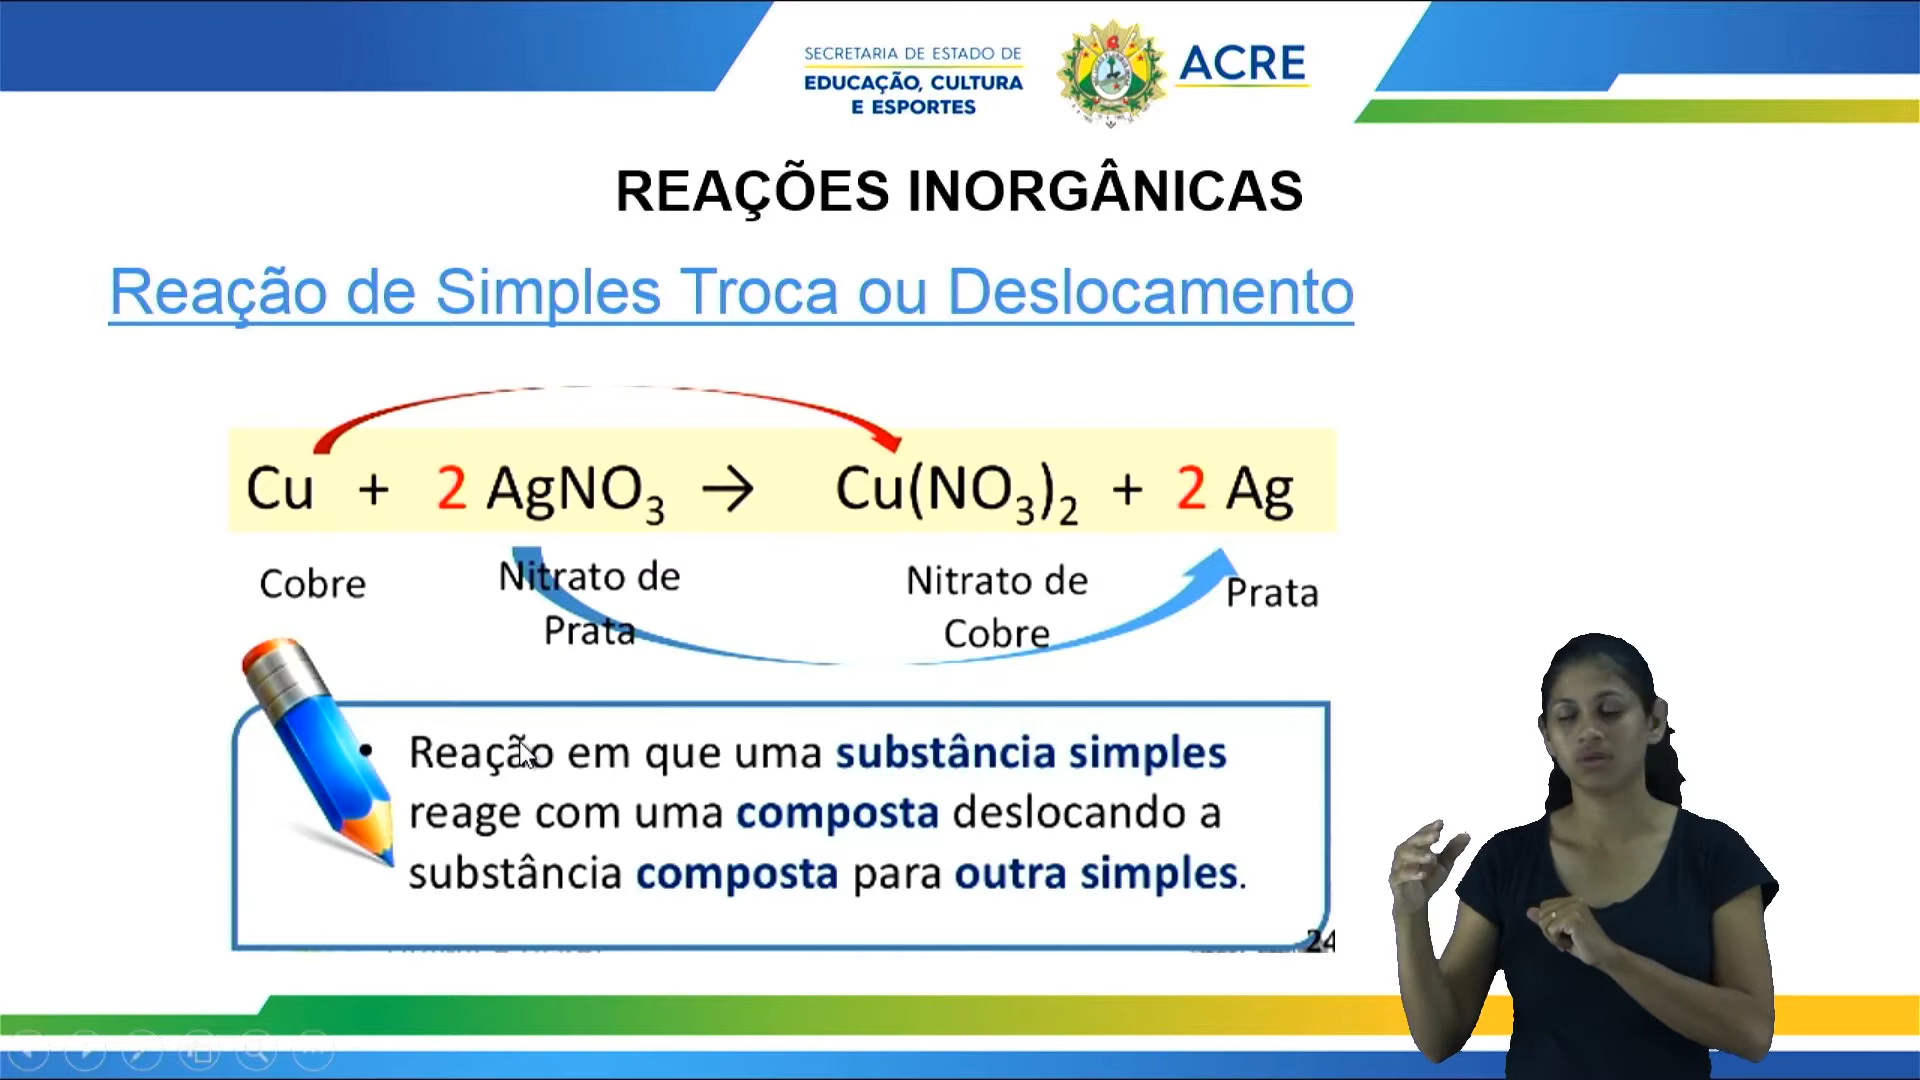 SECRETARIA DE ESTADO DE
EDUCAÇÃO, CULTURA
E ESPORTES
ACRE
REAÇÕES INORGÂNICAS
Reação de Simples Troca ou Deslocamento
Cu + 2 AgNO₃ → Cu(NO₃)₂ + 2 Ag
Cobre
Nitrato de
Prata
Nitrato de
Cobre
Prata
• Reação em que uma substância simples
reage com uma composta deslocando a
substância composta para outra simples.
24